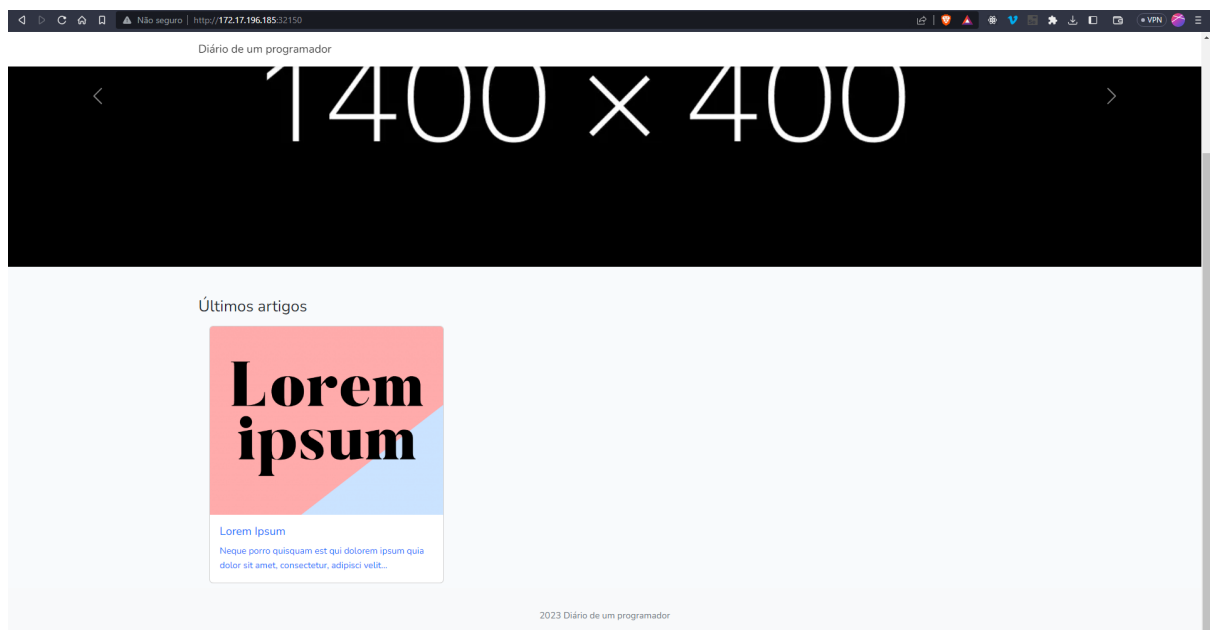 Não seguro
http://172.17.196.185:32150
VPN
Diário de um programador
1400 × 400
Últimos artigos
Lorem
ipsum
Lorem Ipsum
Neque porro quisquam est qui dolorem ipsum quia
dolor sit amet, consectetur, adipisci velit...
2023 Diário de um programador